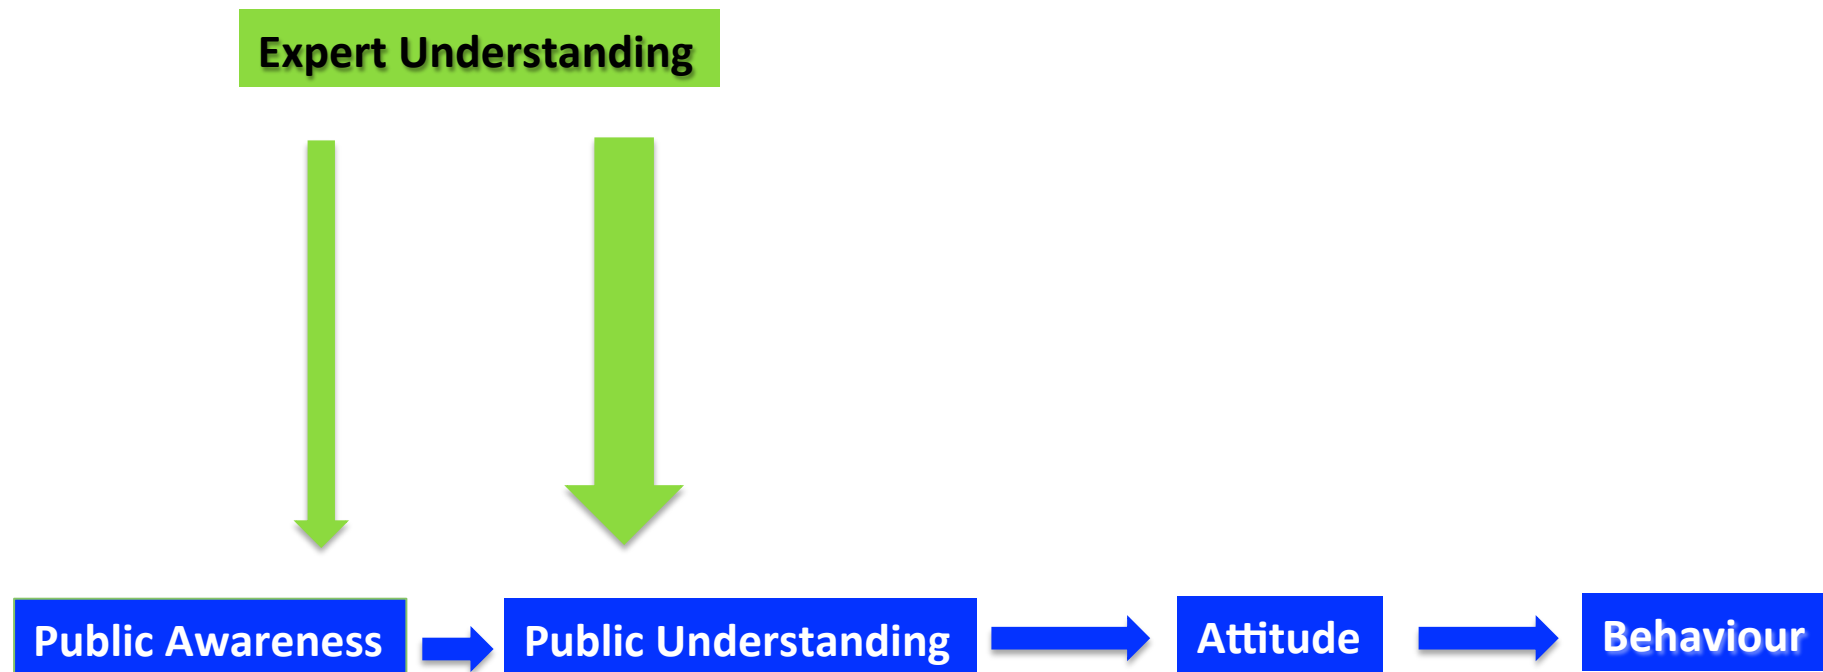 Expert Understanding
Public Awareness
Public Understanding
Attitude
Behaviour